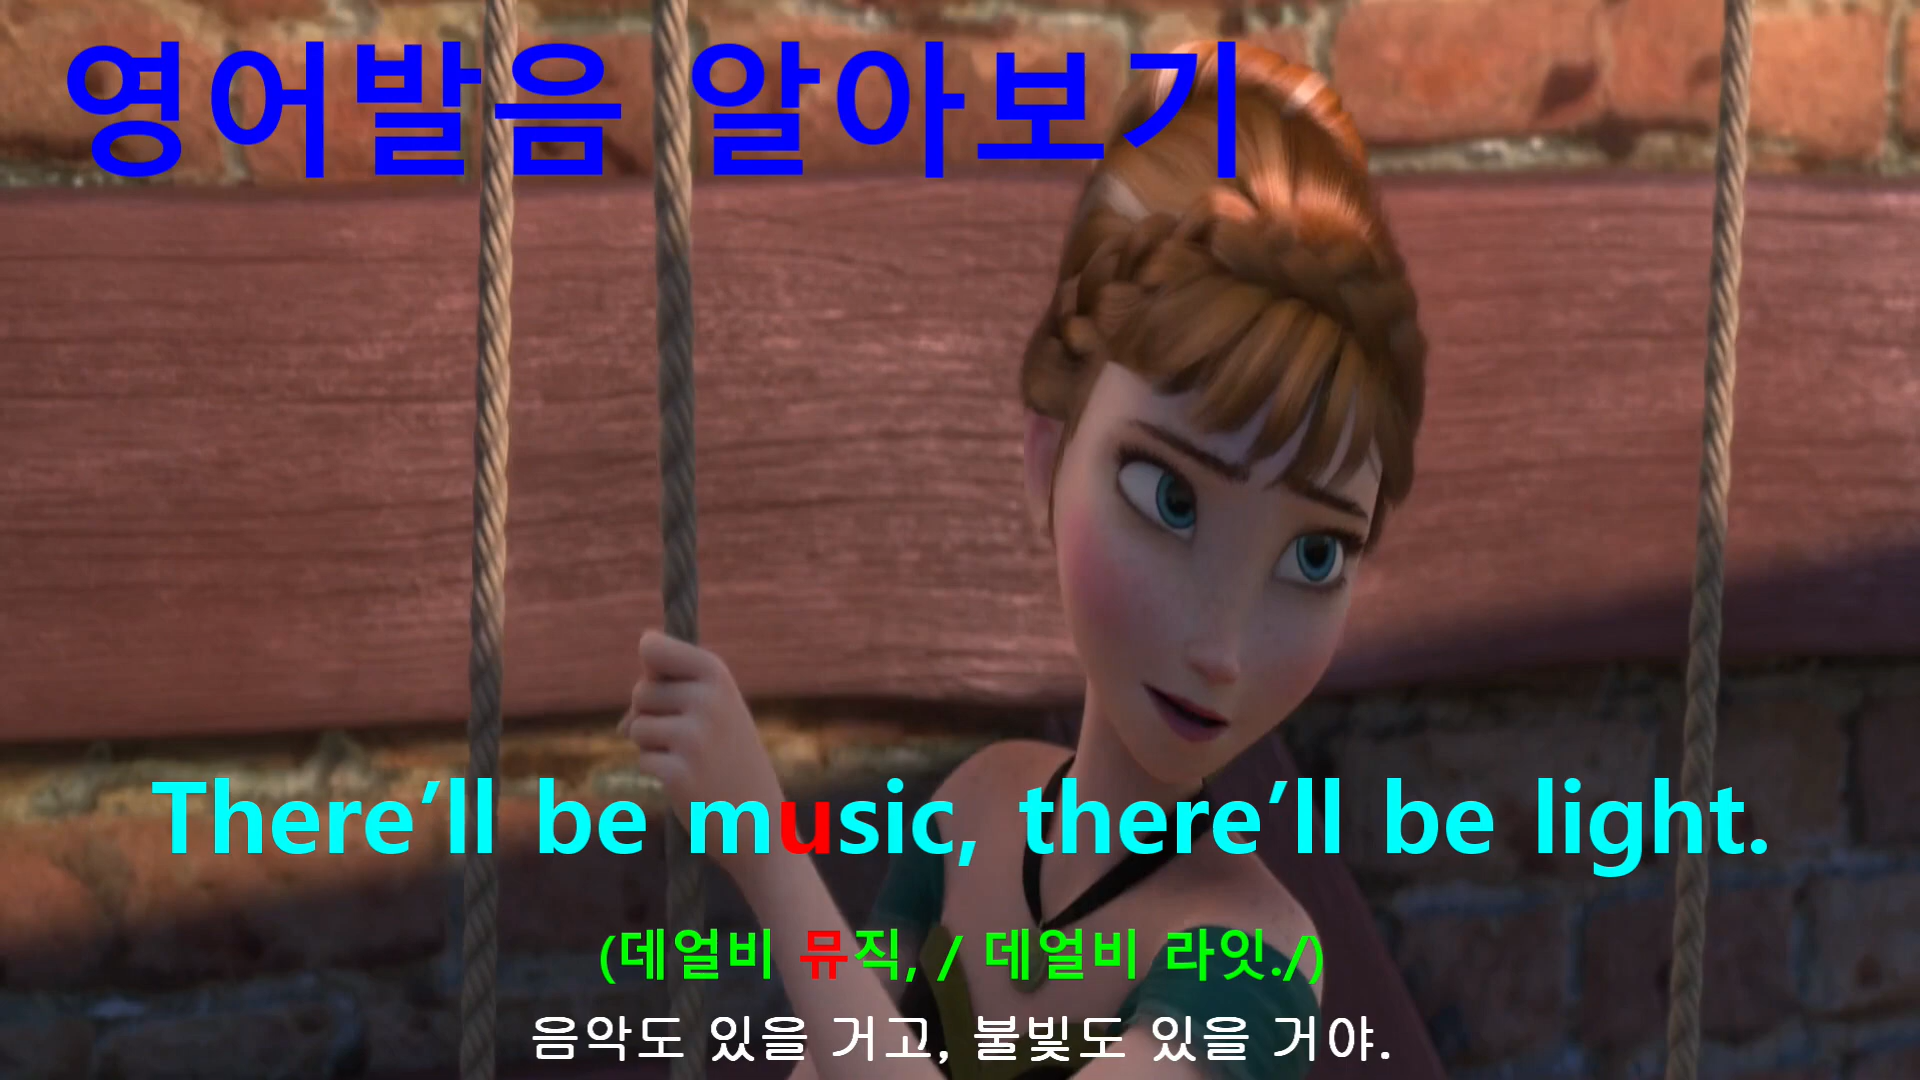 영어발음 알아보기
There’ll be music, there’ll be light.
(데얼비 뮤직, / 데얼비 라잇./)
음악도 있을 거고, 불빛도 있을 거야.